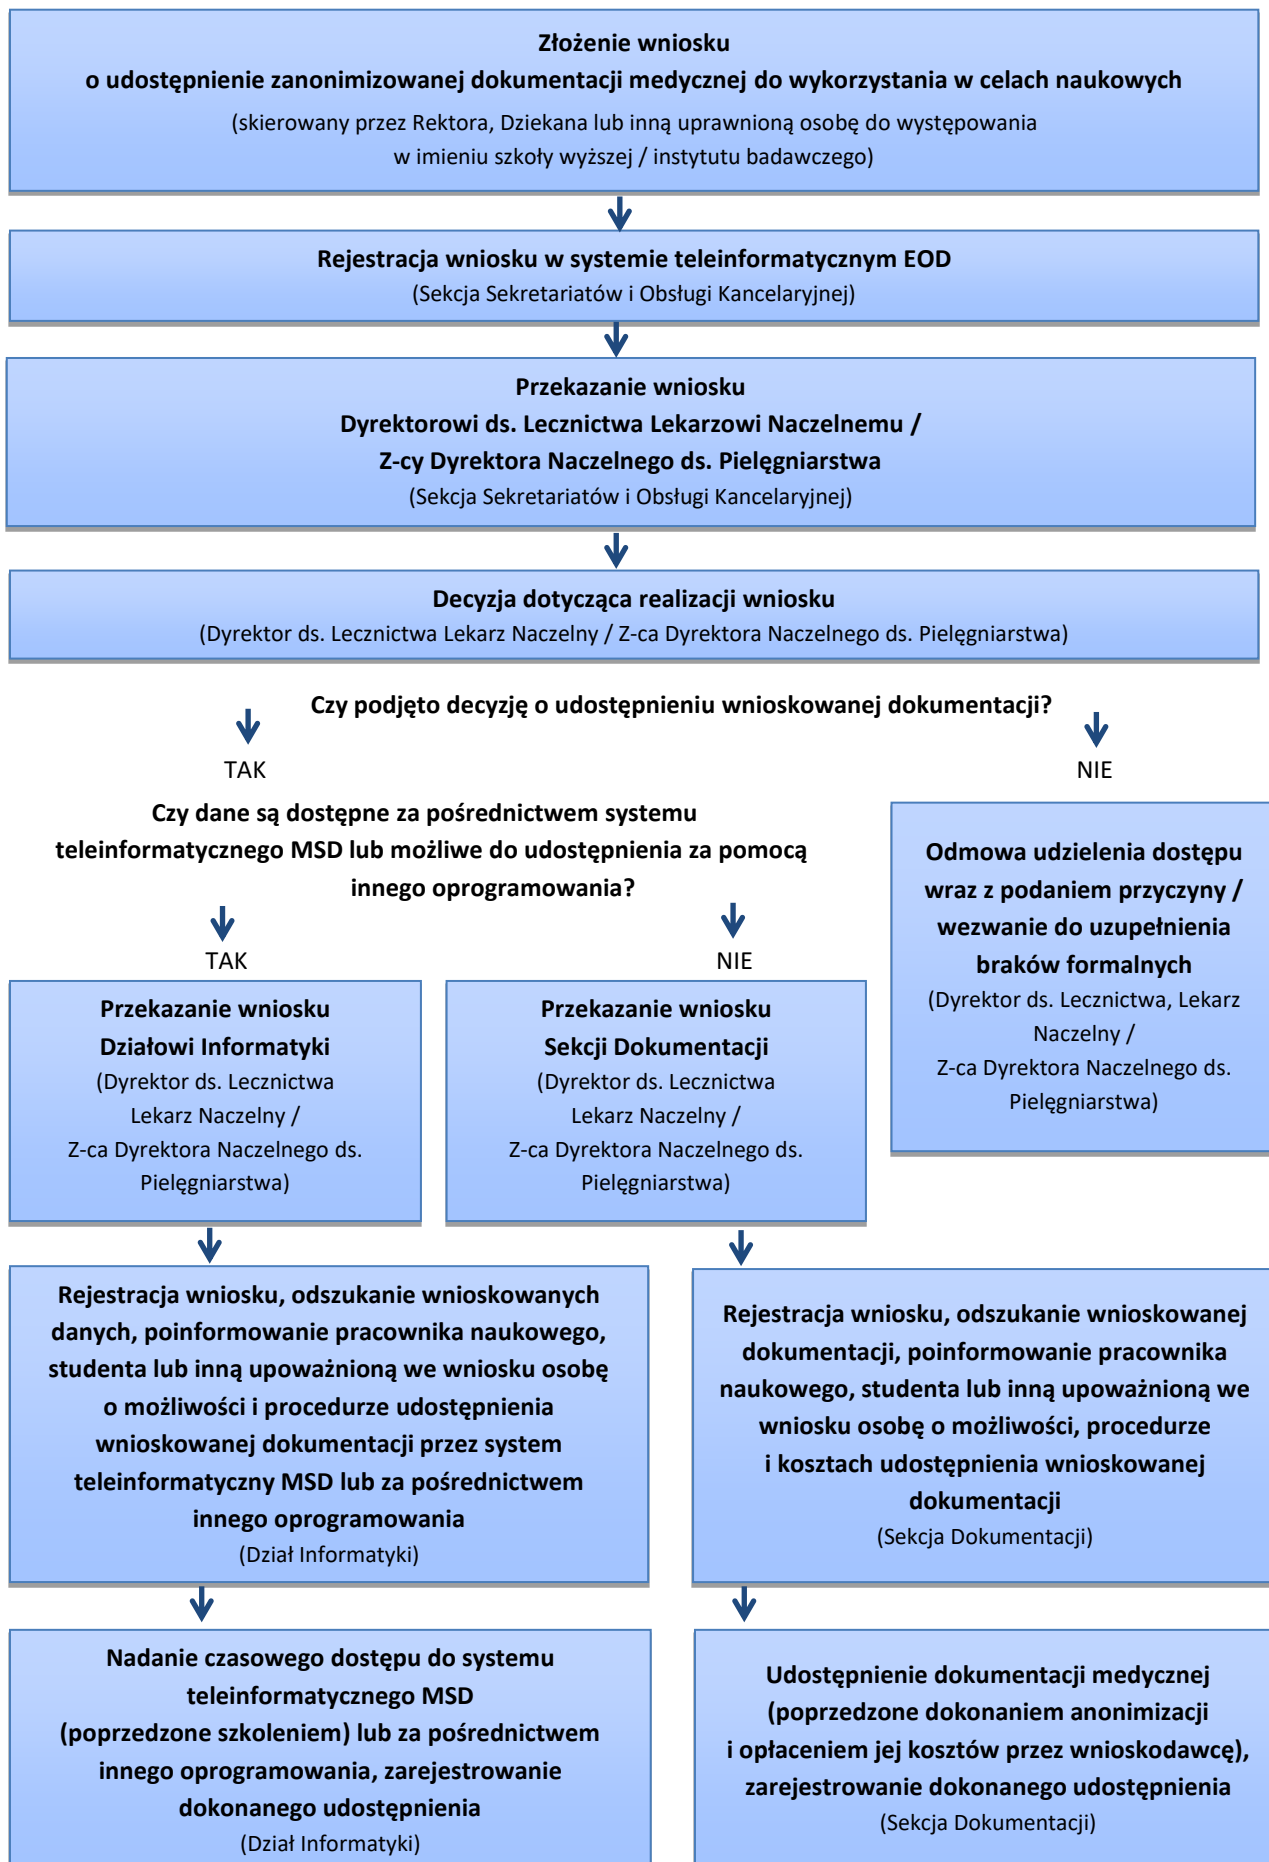 Złożenie wniosku
o udostępnienie zanonimizowanej dokumentacji medycznej do wykorzystania w celach naukowych
(skierowany przez Rektora, Dziekana lub inną uprawnioną osobę do występowania
w imieniu szkoły wyższej / instytutu badawczego)
Rejestracja wniosku w systemie teleinformatycznym EOD
(Sekcja Sekretariatów i Obsługi Kancelaryjnej)
Przekazanie wniosku
Dyrektorowi ds. Lecznictwa Lekarzowi Naczelnemu /
Z-cy Dyrektora Naczelnego ds. Pielęgniarstwa
(Sekcja Sekretariatów i Obsługi Kancelaryjnej)
Decyzja dotycząca realizacji wniosku
(Dyrektor ds. Lecznictwa Lekarz Naczelny / Z-ca Dyrektora Naczelnego ds. Pielęgniarstwa)
Czy podjęto decyzję o udostępnieniu wnioskowanej dokumentacji?
TAK
NIE
Czy dane są dostępne za pośrednictwem systemu
teleinformatycznego MSD lub możliwe do udostępnienia za pomocą
innego oprogramowania?
Odmowa udzielenia dostępu
wraz z podaniem przyczyny /
wezwanie do uzupełnienia
braków formalnych
(Dyrektor ds. Lecznictwa, Lekarz
Naczelny /
Z-ca Dyrektora Naczelnego ds.
Pielęgniarstwa)
TAK
NIE
Przekazanie wniosku
Działowi Informatyki
(Dyrektor ds. Lecznictwa
Lekarz Naczelny /
Z-ca Dyrektora Naczelnego ds.
Pielęgniarstwa)
Przekazanie wniosku
Sekcji Dokumentacji
(Dyrektor ds. Lecznictwa
Lekarz Naczelny /
Z-ca Dyrektora Naczelnego ds.
Pielęgniarstwa)
Rejestracja wniosku, odszukanie wnioskowanych
danych, poinformowanie pracownika naukowego,
studenta lub inną upoważnioną we wniosku osobę
o możliwości i procedurze udostępnienia
wnioskowanej dokumentacji przez system
teleinformatyczny MSD lub za pośrednictwem
innego oprogramowania
(Dział Informatyki)
Rejestracja wniosku, odszukanie wnioskowanej
dokumentacji, poinformowanie pracownika
naukowego, studenta lub inną upoważnioną we
wniosku osobę o możliwości, procedurze
i kosztach udostępnienia wnioskowanej
dokumentacji
(Sekcja Dokumentacji)
Nadanie czasowego dostępu do systemu
teleinformatycznego MSD
(poprzedzone szkoleniem) lub za pośrednictwem
innego oprogramowania, zarejestrowanie
dokonanego udostępnienia
(Dział Informatyki)
Udostępnienie dokumentacji medycznej
(poprzedzone dokonaniem anonimizacji
i opłaceniem jej kosztów przez wnioskodawcę),
zarejestrowanie dokonanego udostępnienia
(Sekcja Dokumentacji)